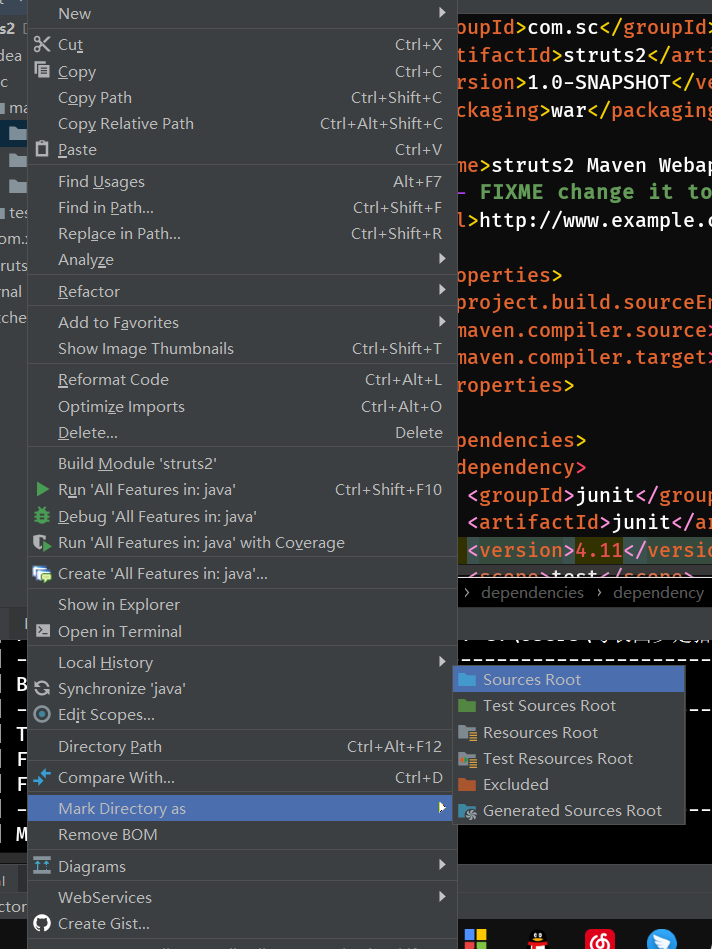 New
Cut Ctrl+X
Copy Ctrl+C
Copy Path Ctrl+Shift+C
Copy Relative Path Ctrl+Alt+Shift+C
Paste Ctrl+V
Find Usages Alt+F7
Find in Path... Ctrl+Shift+F
Replace in Path... Ctrl+Shift+R
Analyze
Refactor
Add to Favorites
Show Image Thumbnails Ctrl+Shift+T
Reformat Code Ctrl+Alt+L
Optimize Imports Ctrl+Alt+O
Delete... Delete
Build Module 'struts2'
Run 'All Features in: java' Ctrl+Shift+F10
Debug 'All Features in: java'
Run 'All Features in: java' with Coverage
Create 'All Features in: java'...
Show in Explorer
Open in Terminal
Local History
Synchronize 'java'
Edit Scopes...
Directory Path Ctrl+Alt+F12
Compare With... Ctrl+D
Mark Directory as
Remove BOM
Diagrams
WebServices
Create Gist...
Sources Root
Test Sources Root
Resources Root
Test Resources Root
Excluded
Generated Sources Root
oupId>com.sc</groupId>
tifactId>struts2</arti
rsion>1.0-SNAPSHOT</ve
ckaging>war</packaging
me>struts2 Maven Webap
- FIXME change it to
l>http://www.example.c
operties>
project.build.sourceEn
maven.compiler.source>
maven.compiler.target>
operties>
pendencies>
dependency>
<groupId>junit</group
<artifactId>junit</ar
<version>4.11</versio
<scope>test</scope>
› dependencies › dependency